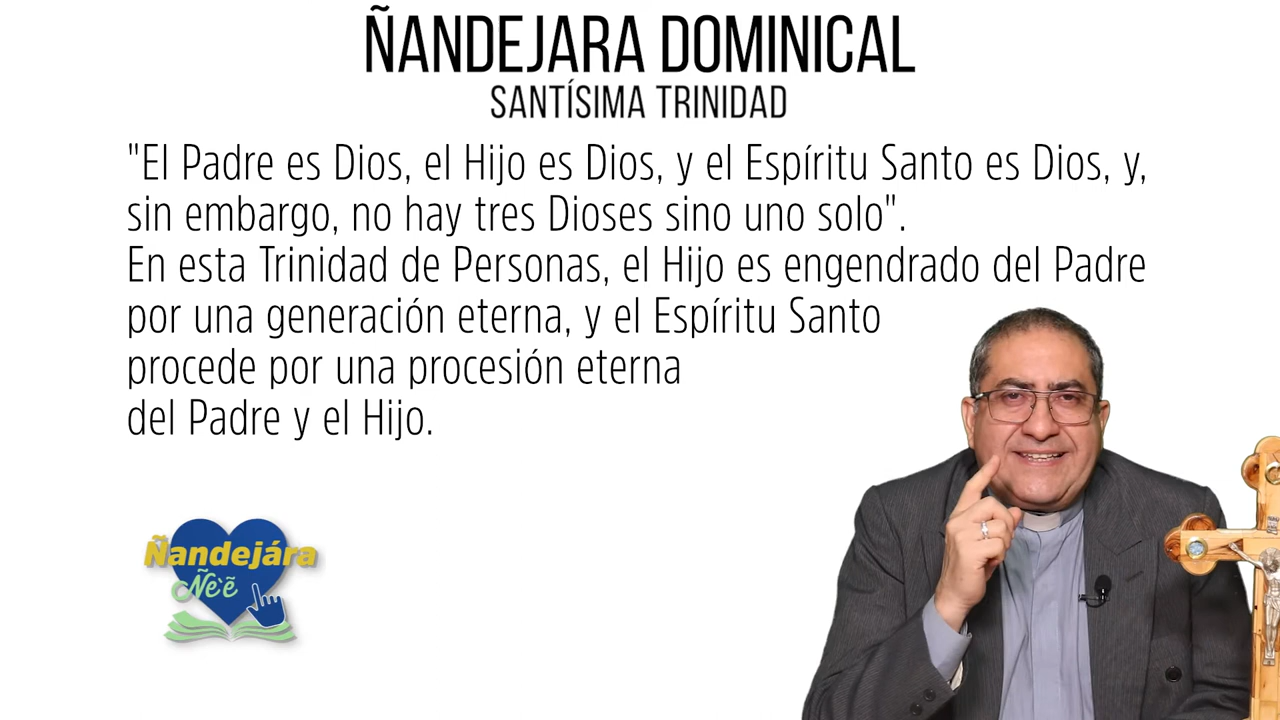 ÑANDEJARA DOMINICAL
SANTÍSIMA TRINIDAD
"El Padre es Dios, el Hijo es Dios, y el Espíritu Santo es Dios, y,
sin embargo, no hay tres Dioses sino uno solo".
En esta Trinidad de Personas, el Hijo es engendrado del Padre
por una generación eterna, y el Espíritu Santo
procede por una procesión eterna
del Padre y el Hijo.
Ñandejára
Ñe'ẽ